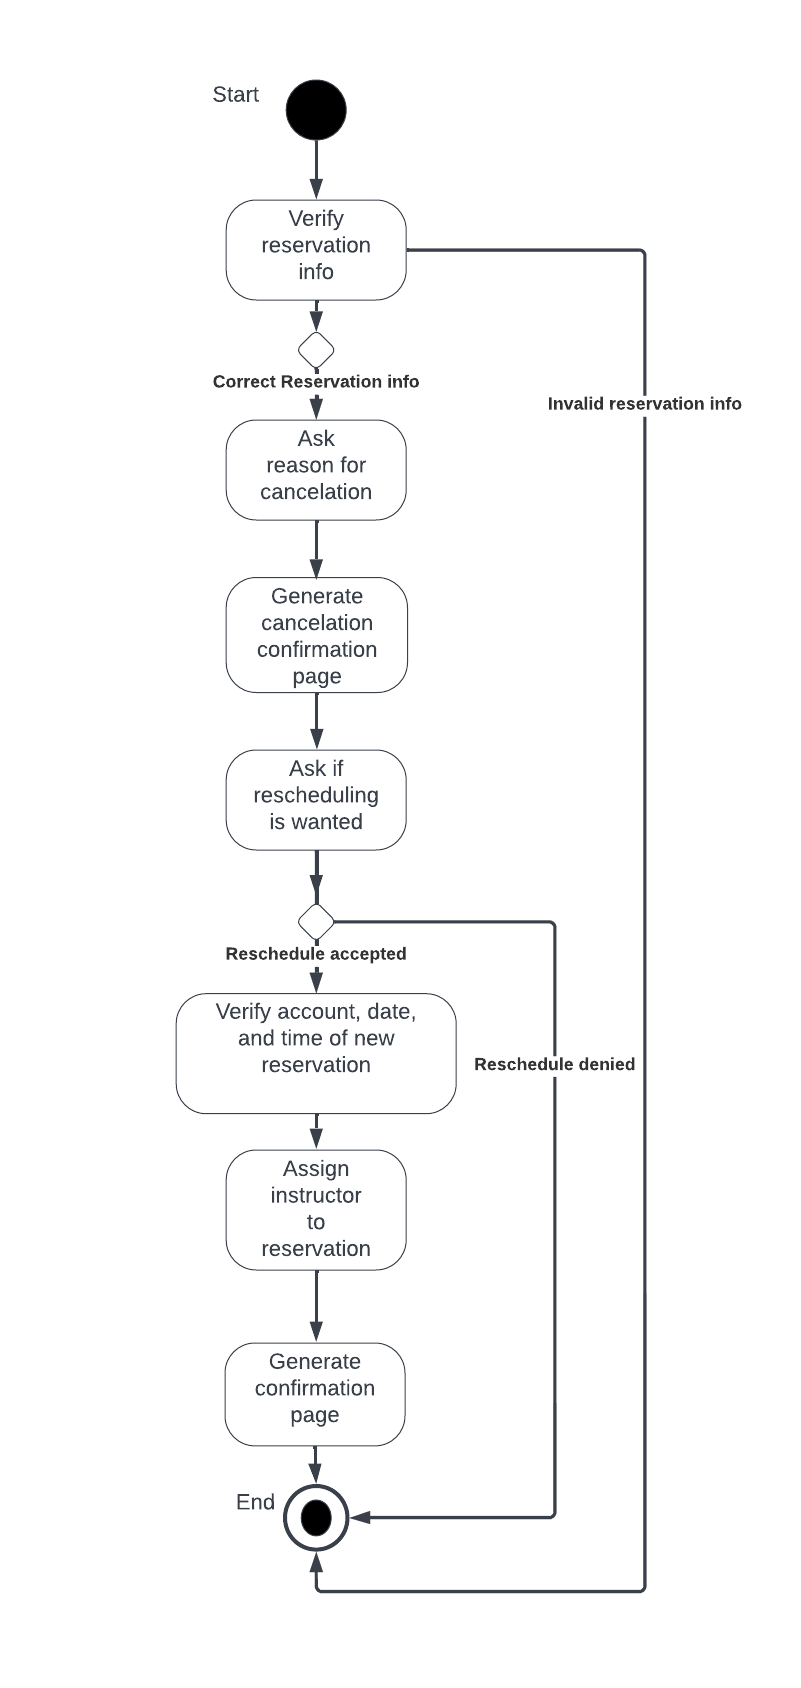 Start
Verify
reservation
info
Correct Reservation info
Invalid reservation info
Ask
reason for
cancelation
Generate
cancelation
confirmation
page
Ask if
rescheduling
is wanted
Reschedule accepted
Verify account, date,
and time of new
reservation
Reschedule denied
Assign
instructor
to
reservation
Generate
confirmation
page
End